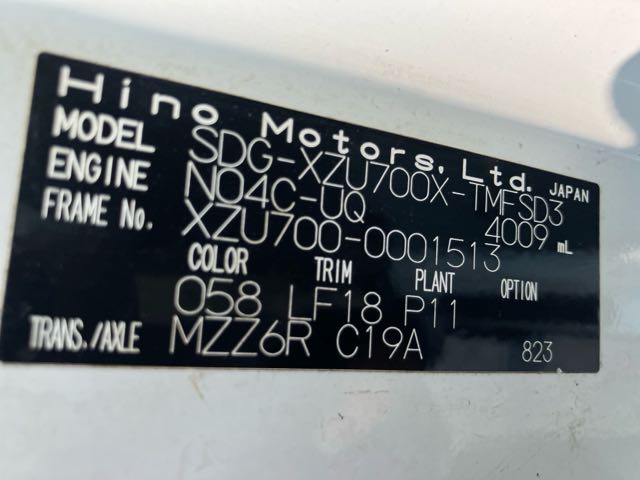 Hino Motors, Ltd. JAPAN
MODEL SDG-XZU700X-TMFSD3
ENGINE N04C-UQ 4009 mL
FRAME No. XZU700-0001513
COLOR TRIM PLANT OPTION
058 LF18 P11
TRANS./AXLE MZZ6R C19A 823